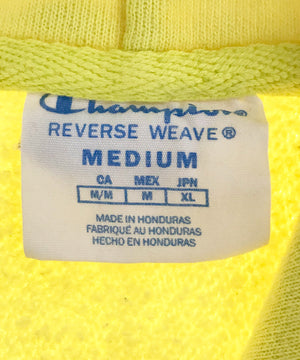 Champion
REVERSE WEAVE®
MEDIUM
CA MEX JPN
M/M M XL
MADE IN HONDURAS
FABRIQUÉ AU HONDURAS
HECHO EN HONDURAS